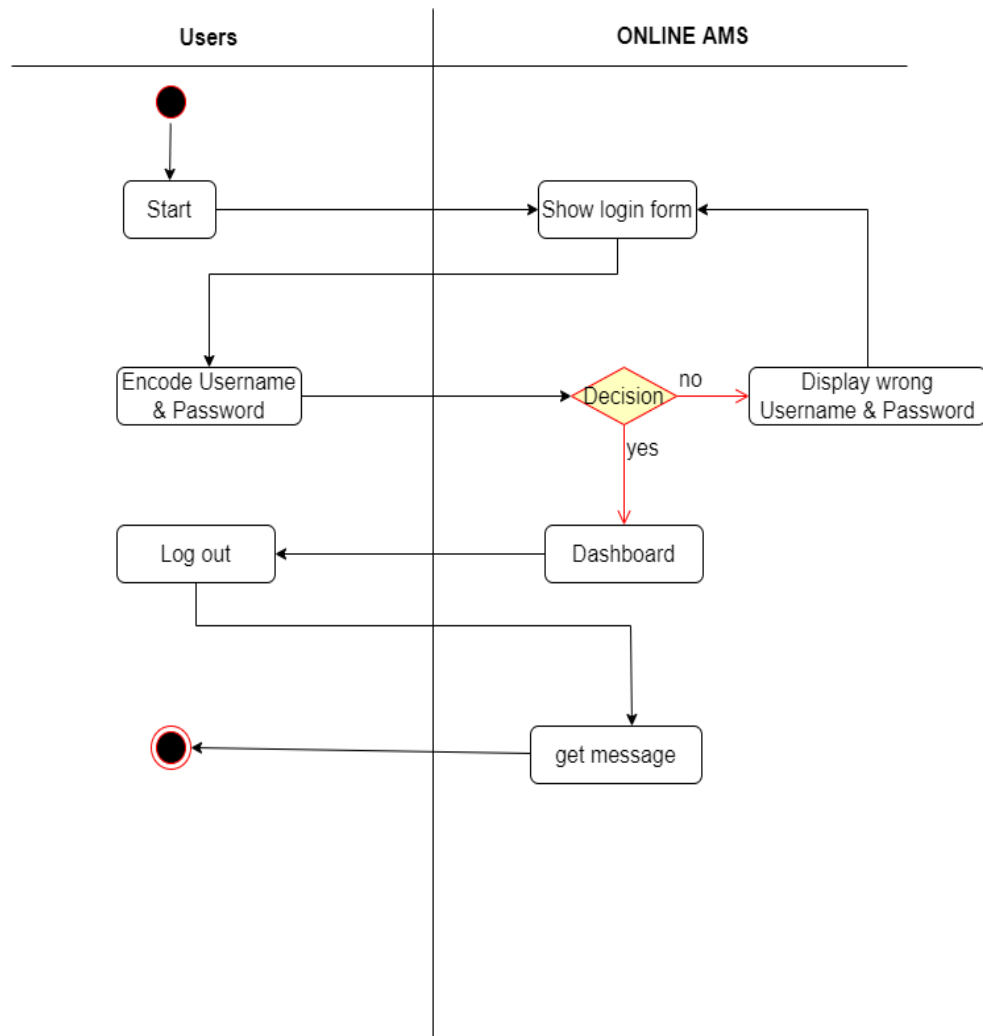 Users
ONLINE AMS
Start
Show login form
Encode Username
& Password
Decision
no
Display wrong
Username & Password
yes
Log out
Dashboard
get message